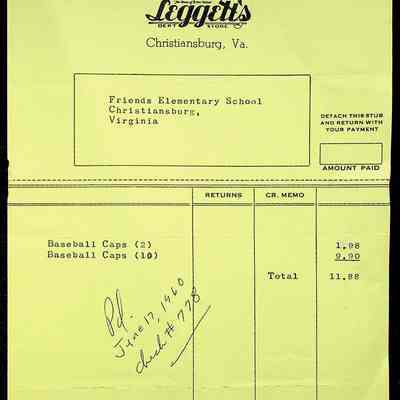 Leggett's
DEPT. STORE
Christiansburg, Va.
Friends Elementary School
Christiansburg,
Virginia
DETACH THIS STUB
AND RETURN WITH
YOUR PAYMENT
AMOUNT PAID
RETURNS CR. MEMO
Baseball Caps (2) 1.98
Baseball Caps (10) 9.90
Total 11.88
Pd.
June 17, 1960
Check # 778